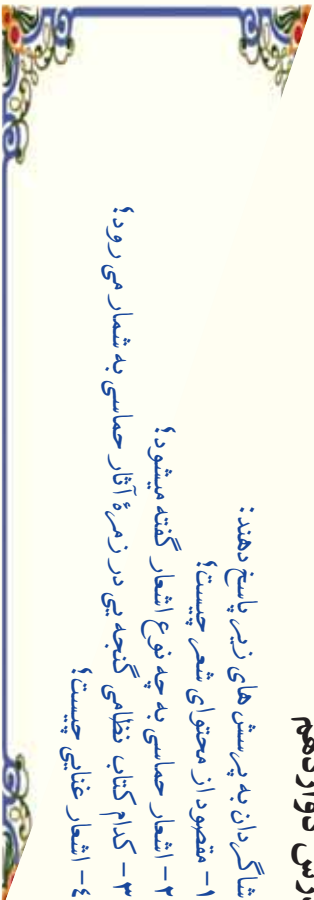 دوازدهم
شاگردان به پرسش های زیر پاسخ دهند:
۱- مقصود از محتوای شعر چیست؟
۲- اشعار حماسی به چه نوع اشعار گفته میشود؟
۳- کدام کتاب نظامی گنجه یی در زمرۀ آثار حماسی به شمار می رود؟
٤- اشعار غنایی چیست؟